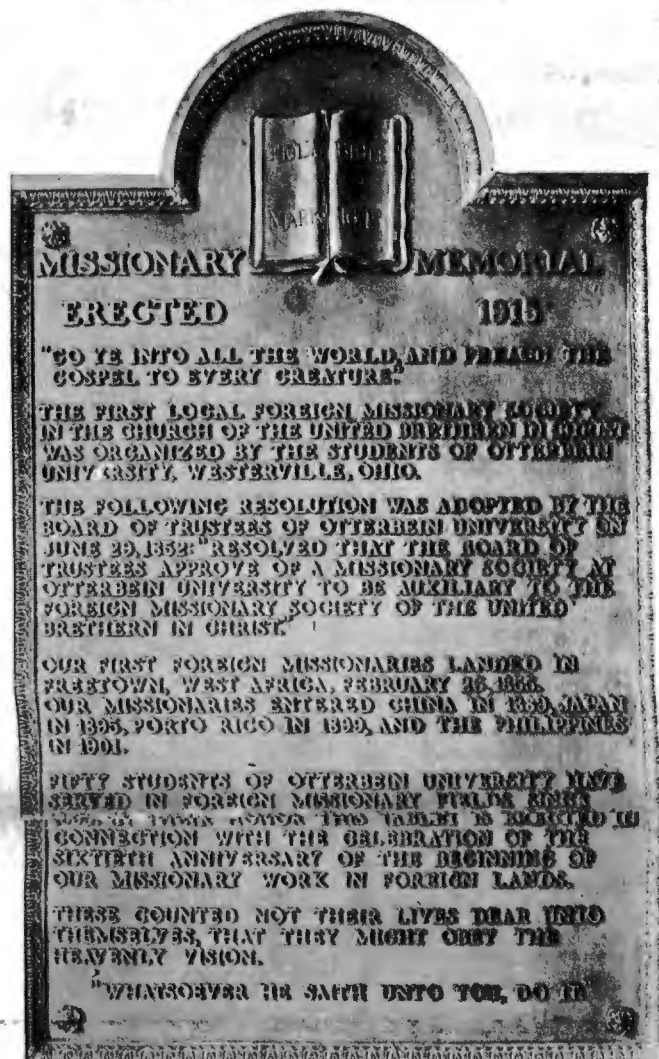 HOLY BIBLE
MARK
MISSIONARY MEMORIAL
ERECTED 1915
"GO YE INTO ALL THE WORLD, AND PREACH THE
GOSPEL TO EVERY CREATURE."
THE FIRST LOCAL FOREIGN MISSIONARY SOCIETY
IN THE CHURCH OF THE UNITED BRETHREN IN CHRIST
WAS ORGANIZED BY THE STUDENTS OF OTTERBEIN
UNIVERSITY, WESTERVILLE, OHIO.
THE FOLLOWING RESOLUTION WAS ADOPTED BY THE
BOARD OF TRUSTEES OF OTTERBEIN UNIVERSITY ON
JUNE 29, 1852: "RESOLVED THAT THE BOARD OF
TRUSTEES APPROVE OF A MISSIONARY SOCIETY AT
OTTERBEIN UNIVERSITY TO BE AUXILIARY TO THE
FOREIGN MISSIONARY SOCIETY OF THE UNITED
BRETHERN IN CHRIST."
OUR FIRST FOREIGN MISSIONARIES LANDED IN
FREETOWN, WEST AFRICA, FEBRUARY
OUR MISSIONARIES ENTERED CHINA IN 1889, JAPAN
IN 1895, PORTO RICO IN 1899, AND THE PHILIPPINES
IN 1901.
FIFTY STUDENTS OF OTTERBEIN UNIVERSITY HAVE
SERVED IN FOREIGN MISSIONARY FIELDS SINCE
HONOR THIS TABLET IS ERECTED IN
CONNECTION WITH THE CELEBRATION OF THE
SIXTIETH ANNIVERSARY OF THE BEGINNING OF
OUR MISSIONARY WORK IN FOREIGN LANDS.
THESE COUNTED NOT THEIR LIVES DEAR UNTO
THEMSELVES, THAT THEY MIGHT OBEY THE
HEAVENLY VISION.
"WHATSOEVER HE SAITH UNTO YOU, DO IT"